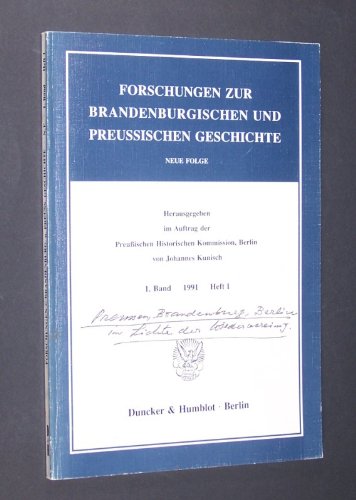 FORSCHUNGEN ZUR
BRANDENBURGISCHEN UND
PREUSSISCHEN GESCHICHTE
NEUE FOLGE
Herausgegeben
im Auftrag der
Preußischen Historischen Kommission, Berlin
von Johannes Kunisch
1. Band 1991 Heft 1
Preussen, Brandenburg, Berlin
im Lichte der Wiedervereinig.
Duncker & Humblot · Berlin